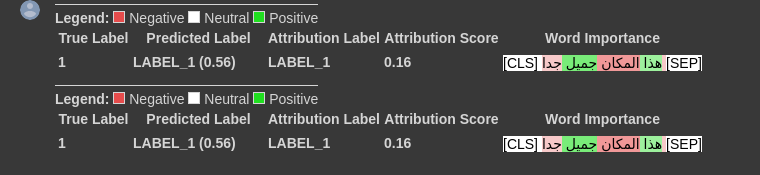 Legend: Negative Neutral Positive
True Label Predicted Label Attribution Label Attribution Score Word Importance
1 LABEL_1 (0.56) LABEL_1 0.16 [CLS] هذا المكان جميل جدا [SEP]
Legend: Negative Neutral Positive
True Label Predicted Label Attribution Label Attribution Score Word Importance
1 LABEL_1 (0.56) LABEL_1 0.16 [CLS] هذا المكان جميل جدا [SEP]